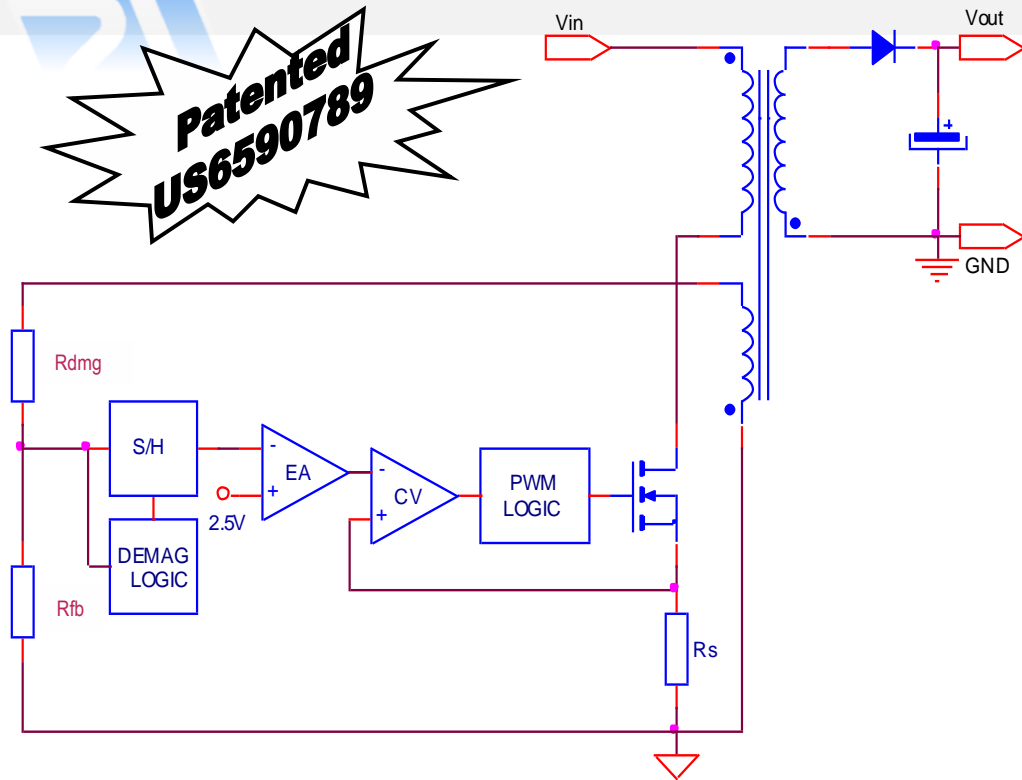 Patented
US6590789
Vin
Vout
GND
Rdmg
S/H
-
+
EA
2.5V
-
+
CV
PWM
LOGIC
DEMAG
LOGIC
Rfb
Rs
+